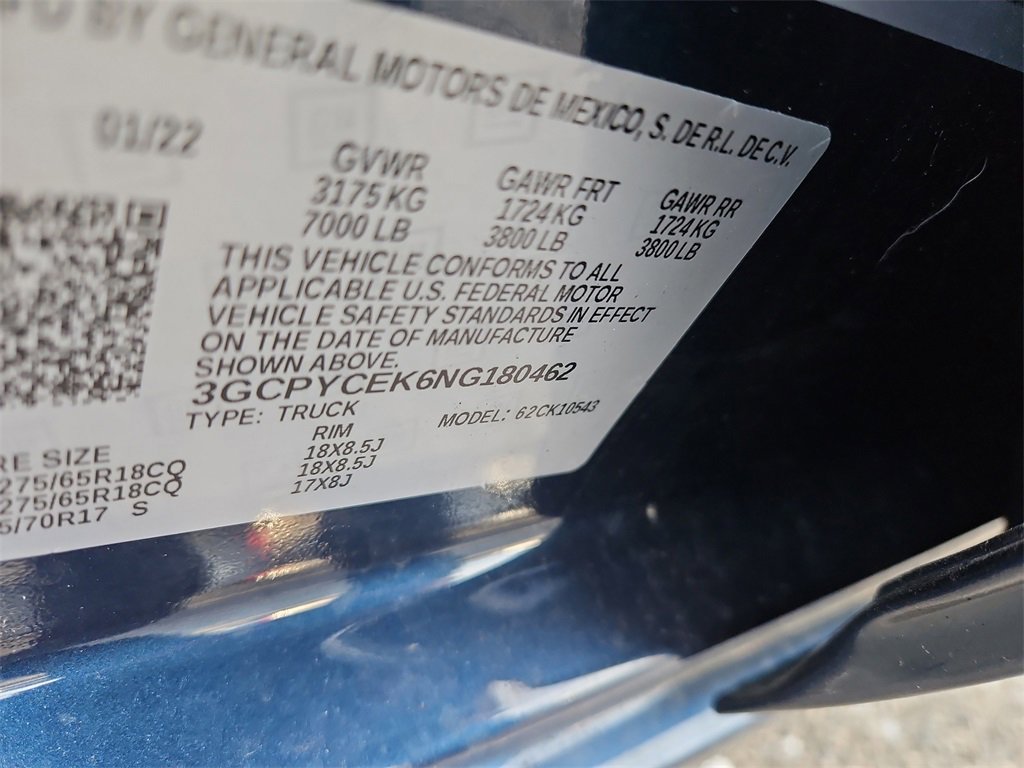 BY GENERAL MOTORS DE MEXICO, S. DE R.L. DE C.V.
01/22
GVWR GAWR FRT GAWR RR
3175 KG 1724 KG 1724 KG
7000 LB 3800 LB 3800 LB
THIS VEHICLE CONFORMS TO ALL
APPLICABLE U.S. FEDERAL MOTOR
VEHICLE SAFETY STANDARDS IN EFFECT
ON THE DATE OF MANUFACTURE
SHOWN ABOVE.
3GCPYCEK6NG180462
TYPE: TRUCK MODEL: 62CK10543
RE SIZE RIM
275/65R18CQ 18X8.5J
275/65R18CQ 18X8.5J
5/70R17 S 17X8J